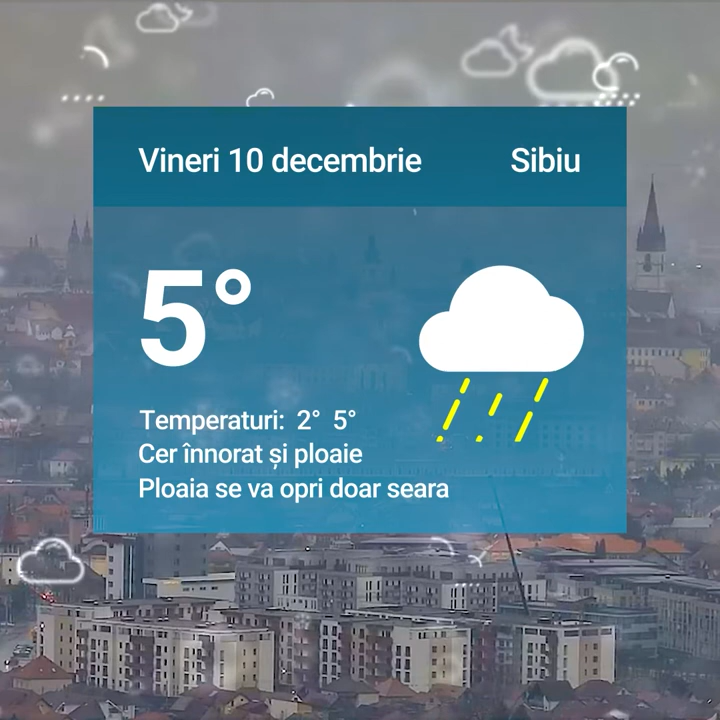 Vineri 10 decembrie Sibiu
5°
Temperaturi: 2° 5°
Cer înnorat și ploaie
Ploaia se va opri doar seara